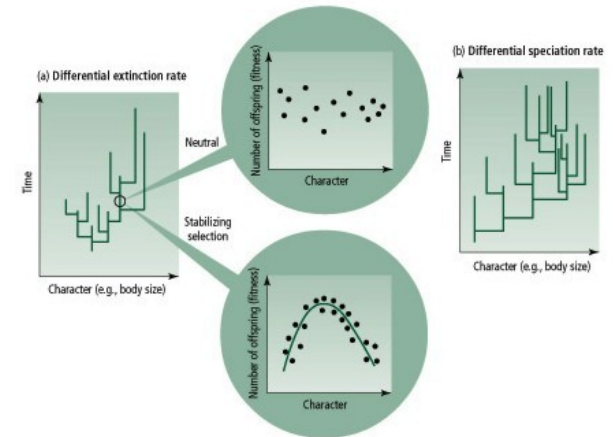 (a) Differential extinction rate
Time
Character (e.g., body size)
Neutral
Number of offspring (fitness)
Character
Stabilizing
selection
Number of offspring (fitness)
Character
(b) Differential speciation rate
Time
Character (e.g., body size)